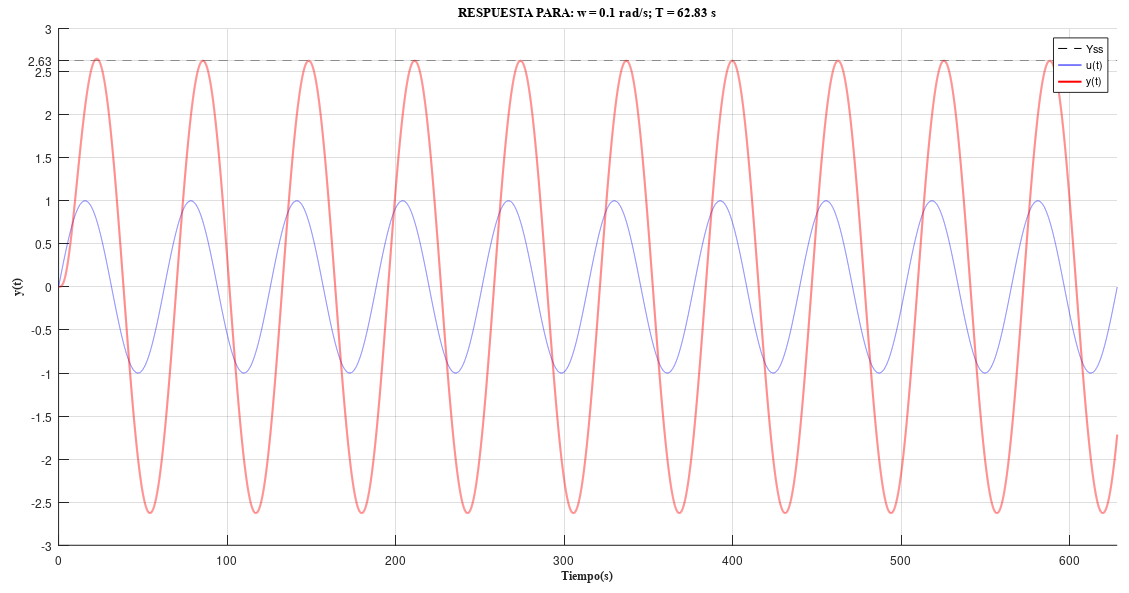 RESPUESTA PARA: w = 0.1 rad/s; T = 62.83 s
3
2.63
2.5
2
1.5
1
0.5
0
-0.5
-1
-1.5
-2
-2.5
-3
y(t)
Yss
u(t)
y(t)
0 100 200 300 400 500 600
Tiempo(s)